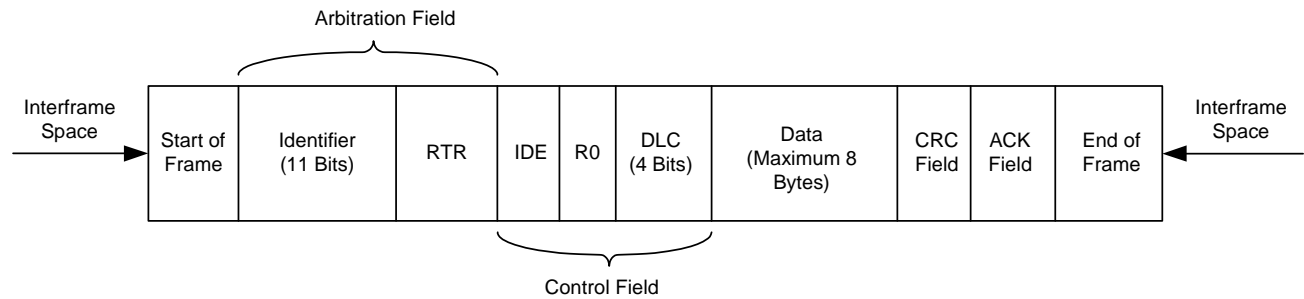 Arbitration Field
Interframe
Space
Start of
Frame
Identifier
(11 Bits)
RTR
IDE
R0
DLC
(4 Bits)
Data
(Maximum 8
Bytes)
CRC
Field
ACK
Field
End of
Frame
Interframe
Space
Control Field